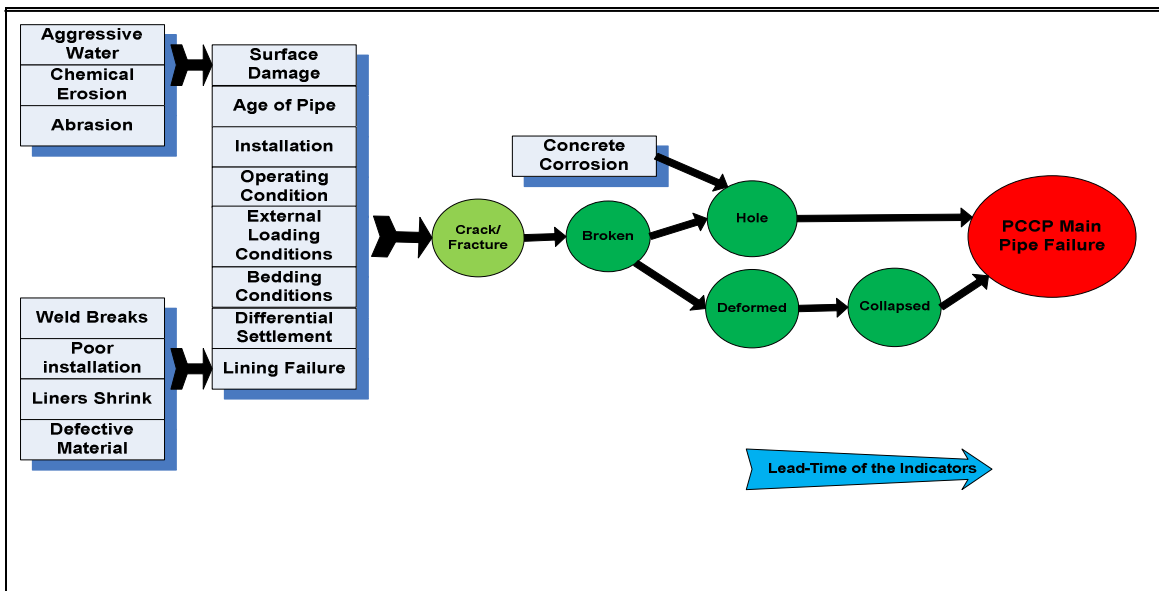 Aggressive
Water
Chemical
Erosion
Abrasion
Weld Breaks
Poor
installation
Liners Shrink
Defective
Material
Surface
Damage
Age of Pipe
Installation
Operating
Condition
External
Loading
Conditions
Bedding
Conditions
Differential
Settlement
Lining Failure
Crack/
Fracture
Broken
Concrete
Corrosion
Hole
Deformed
Collapsed
PCCP Main
Pipe Failure
Lead-Time of the Indicators